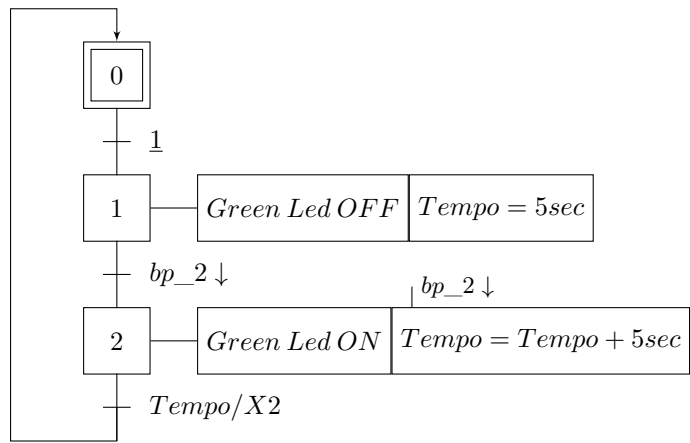 0
1
1 Green Led OFF Tempo = 5sec
bp_2 ↓
bp_2 ↓
2 Green Led ON Tempo = Tempo + 5sec
Tempo/X2